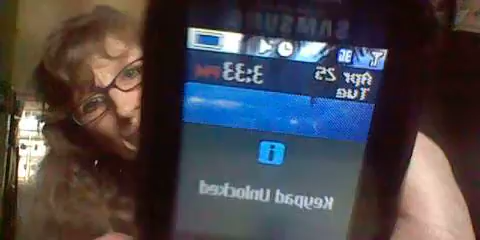 SAMSUNG
3G
Apr 25
3:33 PM
Tue
Keypad Unlocked